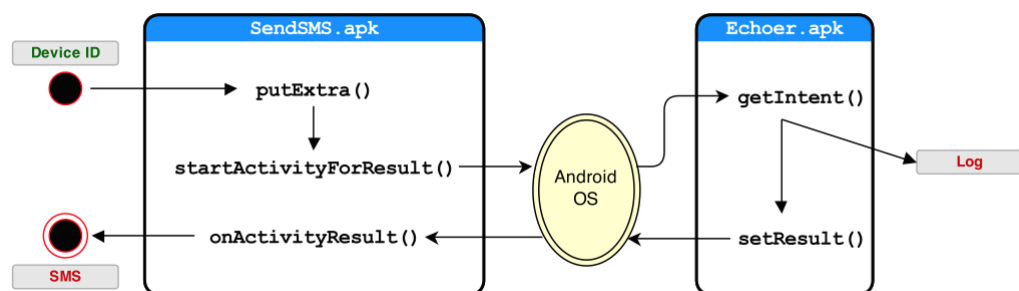 SendSMS.apk
Echoer.apk
Device ID
putExtra()
getIntent()
startActivityForResult()
Android
OS
Log
onActivityResult()
setResult()
SMS